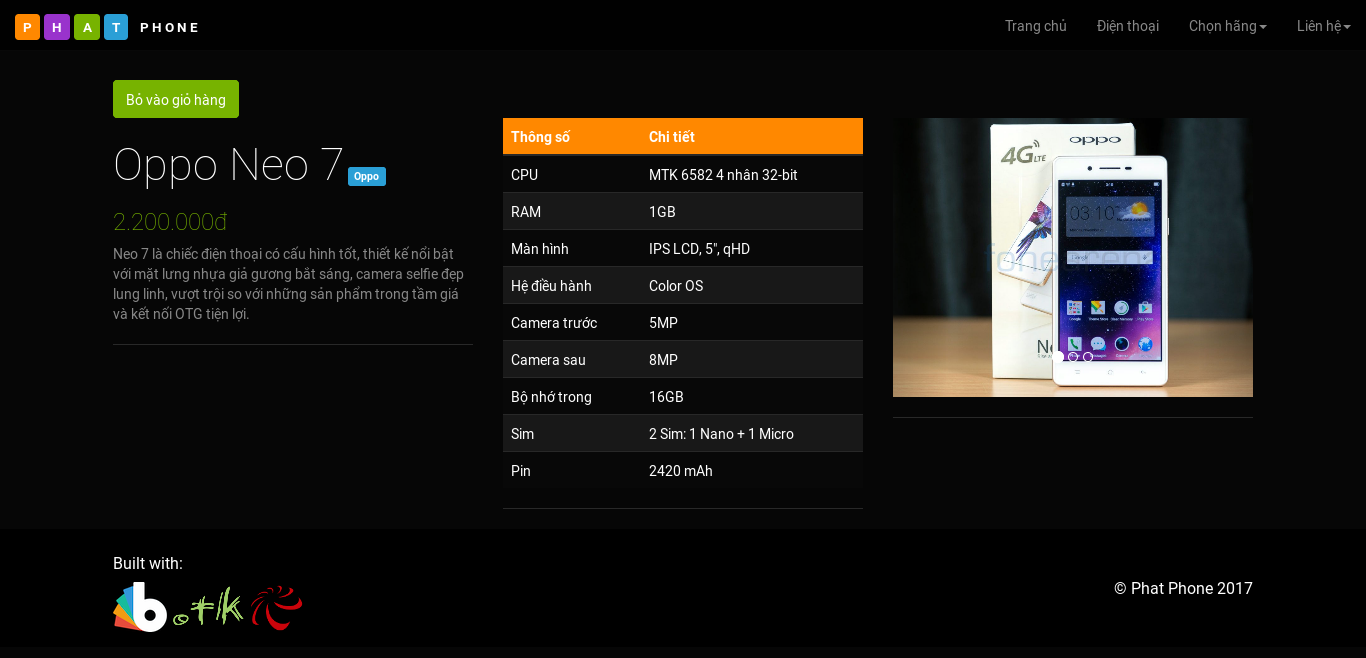 P H A T PHONE
Trang chủ
Điện thoại
Chọn hãng
Liên hệ
Bỏ vào giỏ hàng
Oppo Neo 7 Oppo
2.200.000đ
Neo 7 là chiếc điện thoại có cấu hình tốt, thiết kế nổi bật
với mặt lưng nhựa giả gương bắt sáng, camera selfie đẹp
lung linh, vượt trội so với những sản phẩm trong tầm giá
và kết nối OTG tiện lợi.
Thông số Chi tiết
CPU MTK 6582 4 nhân 32-bit
RAM 1GB
Màn hình IPS LCD, 5", qHD
Hệ điều hành Color OS
Camera trước 5MP
Camera sau 8MP
Bộ nhớ trong 16GB
Sim 2 Sim: 1 Nano + 1 Micro
Pin 2420 mAh
oppo
4G LTE
03:10
Google
Built with:
© Phat Phone 2017